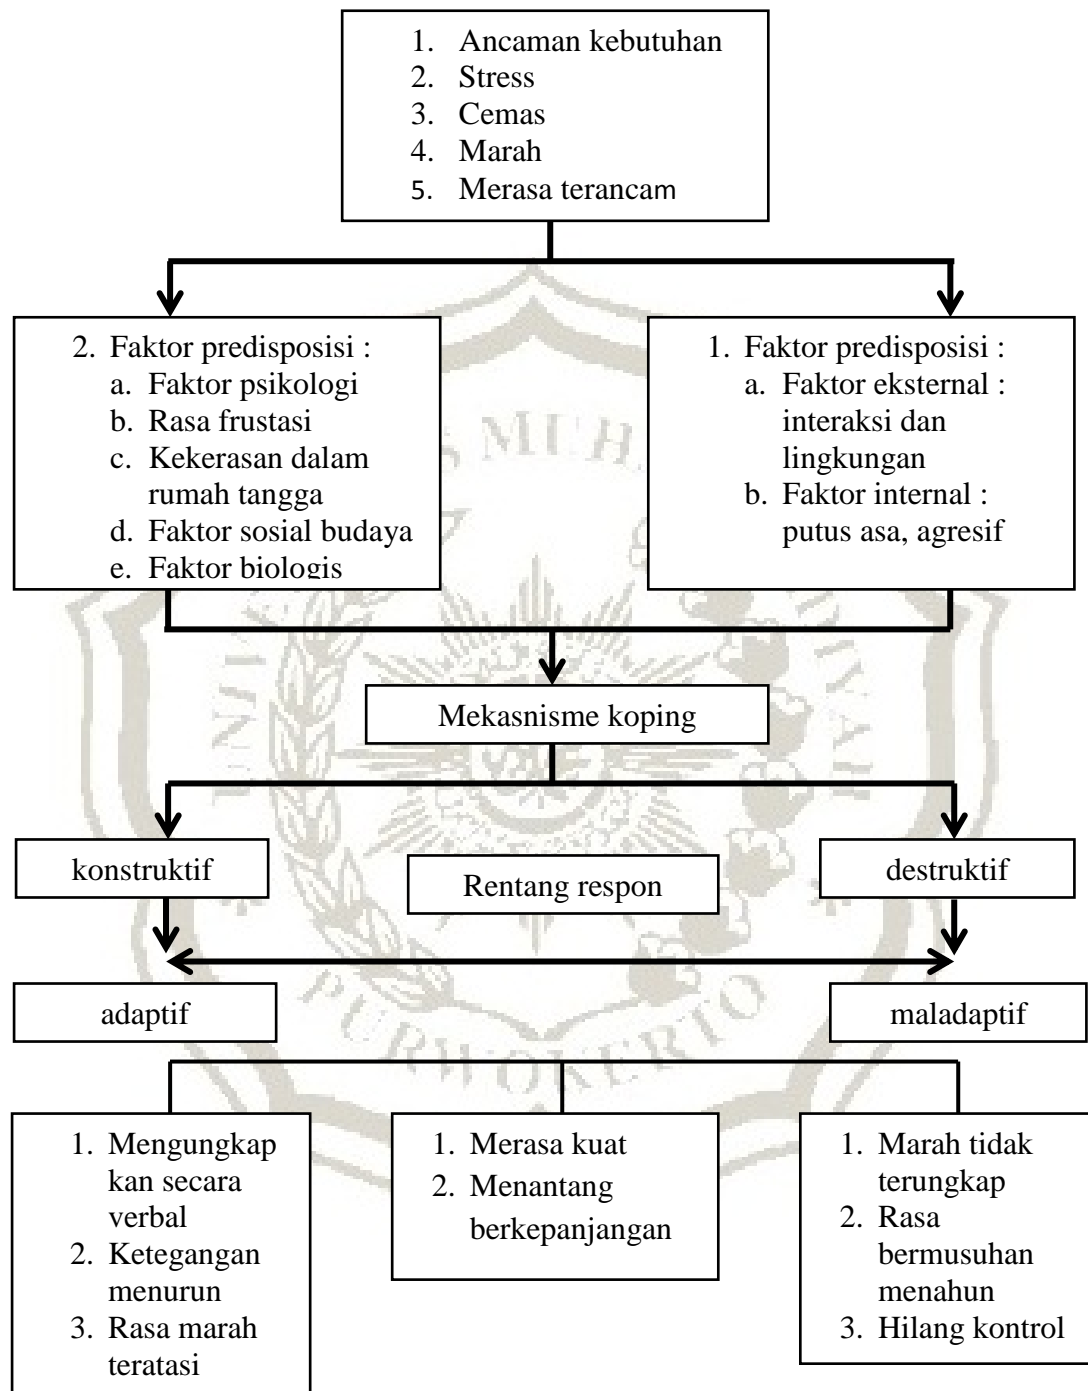 1. Ancaman kebutuhan
2. Stress
3. Cemas
4. Marah
5. Merasa terancam
2. Faktor predisposisi :
a. Faktor psikologi
b. Rasa frustasi
c. Kekerasan dalam
rumah tangga
d. Faktor sosial budaya
e. Faktor biologis
1. Faktor predisposisi :
a. Faktor eksternal :
interaksi dan
lingkungan
b. Faktor internal :
putus asa, agresif
Mekasnisme koping
konstruktif
Rentang respon
destruktif
adaptif
maladaptif
PURWOKERTO
1. Mengungkap
kan secara
verbal
2. Ketegangan
menurun
3. Rasa marah
teratasi
1. Merasa kuat
2. Menantang
berkepanjangan
1. Marah tidak
terungkap
2. Rasa
bermusuhan
menahun
3. Hilang kontrol